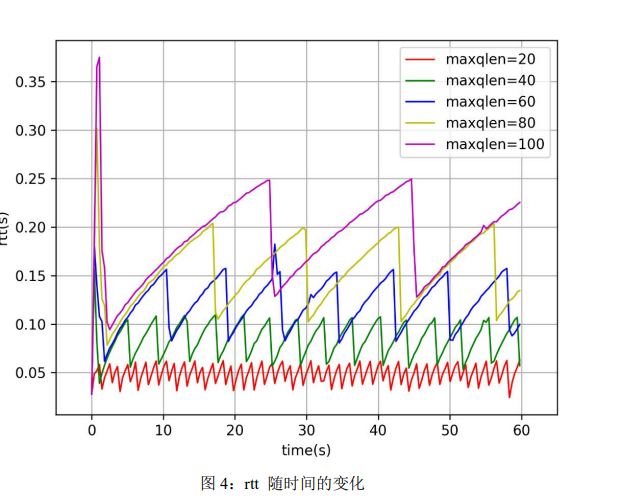 maxqlen=20
maxqlen=40
maxqlen=60
maxqlen=80
maxqlen=100
0.35
0.30
0.25
0.20
0.15
0.10
0.05
rtt(s)
0 10 20 30 40 50 60
time(s)
图 4：rtt 随时间的变化